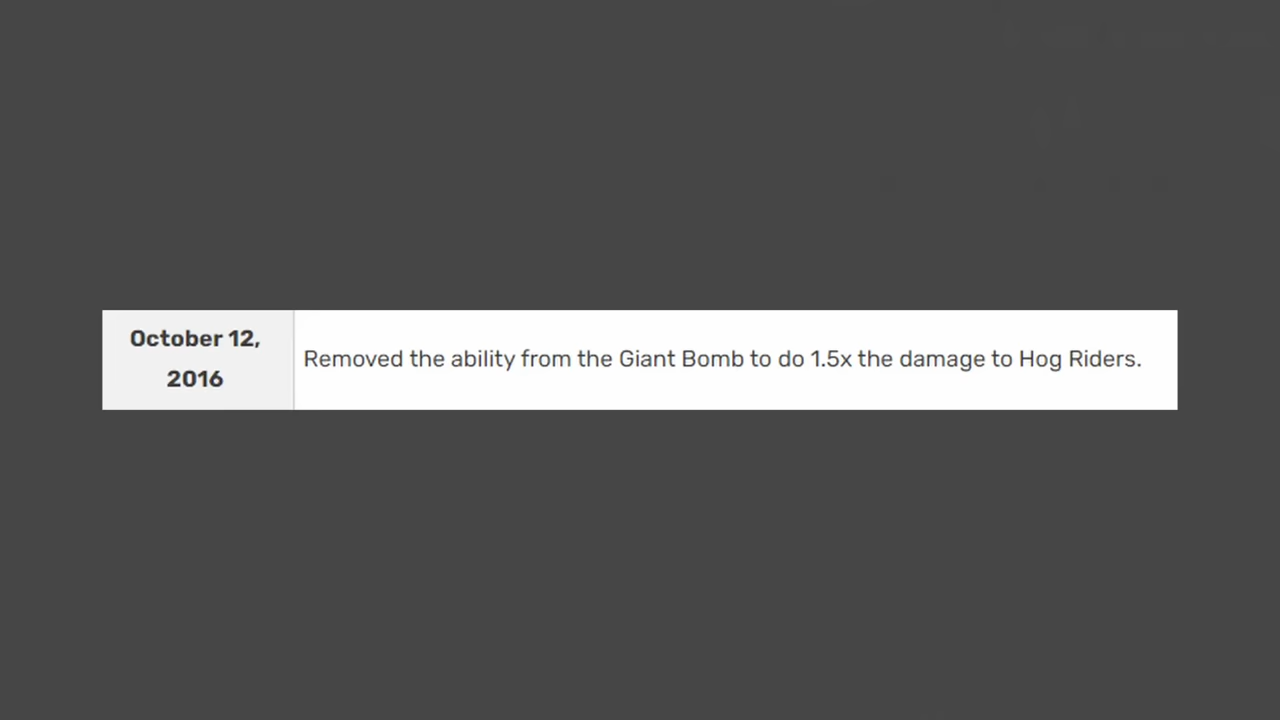 October 12,
2016
Removed the ability from the Giant Bomb to do 1.5x the damage to Hog Riders.